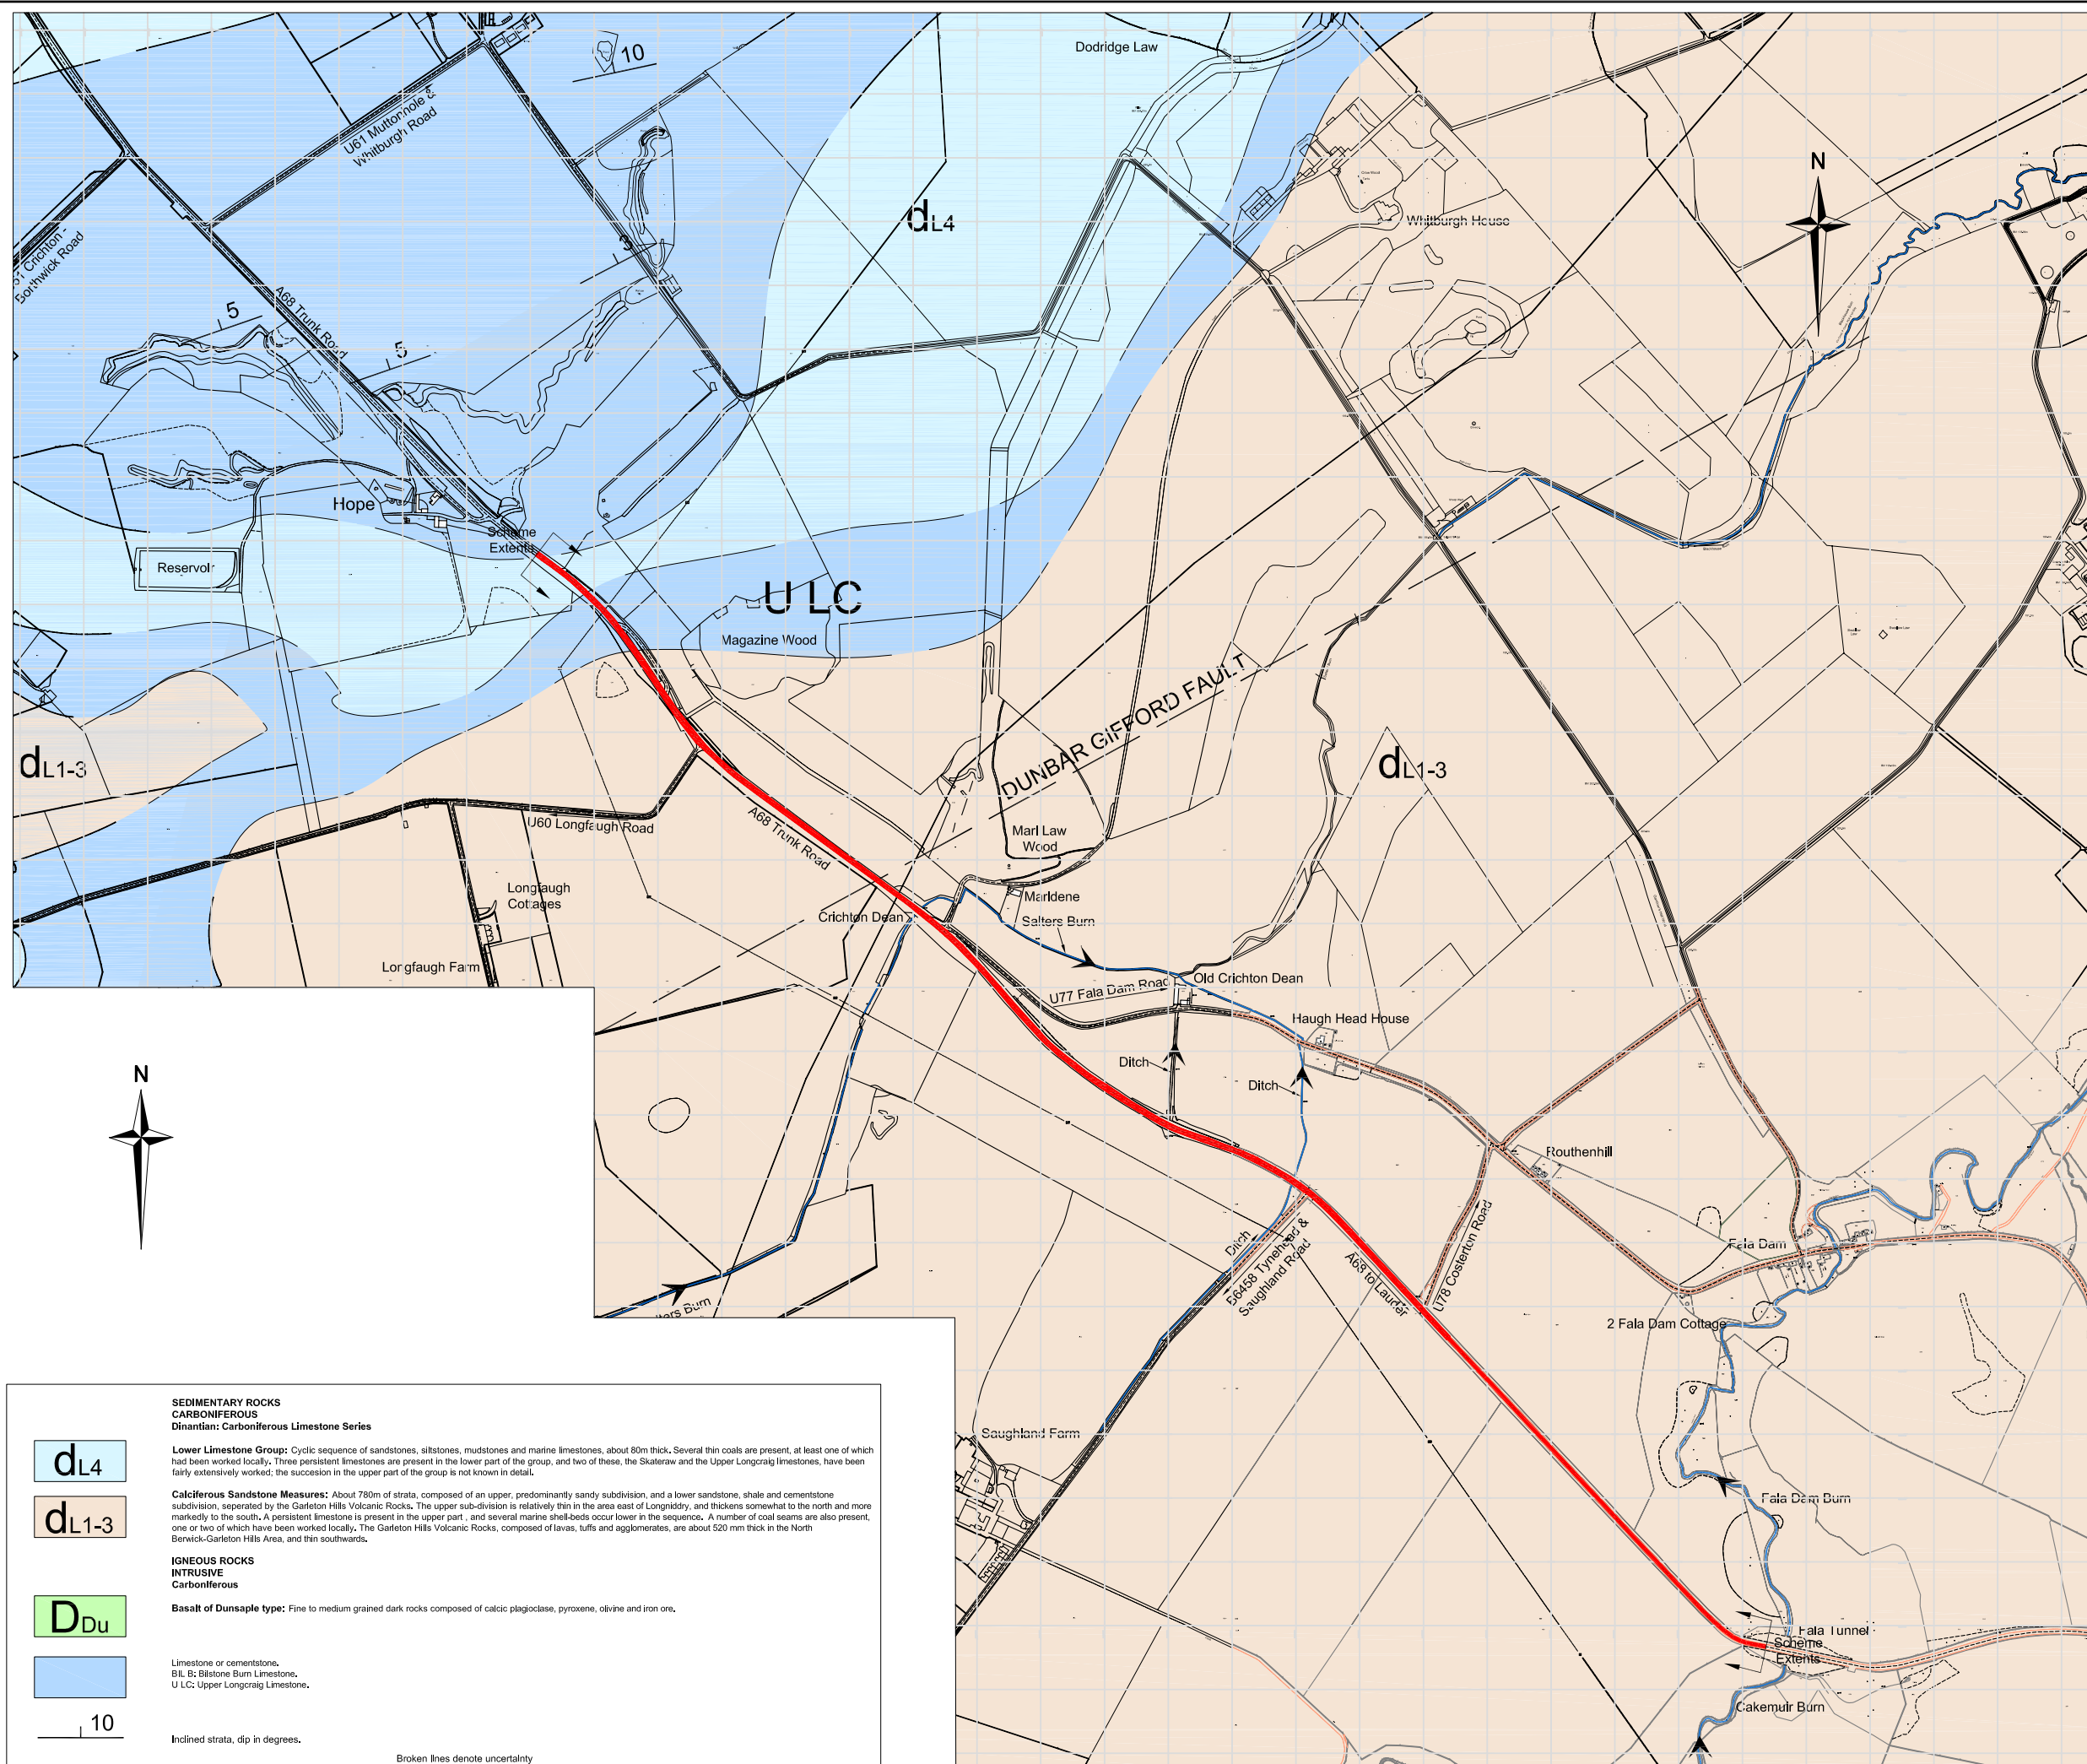 Dodridge Law
10
U61 Muttonhole &
Whitburgh Road
N
dL4
Whitburgh House
Crichton -
Borthwick Road
3
A68 Trunk Road
5
5
Hope
Scheme
Extents
Reservoir
U LC
Magazine Wood
DUNBAR GIFFORD FAULT
dL1-3
dL1-3
U60 Longfaugh Road
A68 Trunk Road
Marl Law
Wood
Longfaugh
Cottages
Marldene
Crichton Dean
Salters Burn
Longfaugh Farm
Old Crichton Dean
U77 Fala Dam Road
Haugh Head House
Ditch
Ditch
N
Routhenhill
Ditch
B6458 Tynehead &
Saughland Road
A68 to Lauder
U78 Costerton Road
Fala Dam
lters Burn
2 Fala Dam Cottage
Saughland Farm
Fala Dam Burn
Fala Tunnel
Scheme
Extents
Cakemuir Burn
SEDIMENTARY ROCKS
CARBONIFEROUS
Dinantian: Carboniferous Limestone Series
dL4
Lower Limestone Group: Cyclic sequence of sandstones, siltstones, mudstones and marine limestones, about 80m thick. Several thin coals are present, at least one of which
had been worked locally. Three persistent limestones are present in the lower part of the group, and two of these, the Skateraw and the Upper Longcraig limestones, have been
fairly extensively worked; the succesion in the upper part of the group is not known in detail.
dL1-3
Calciferous Sandstone Measures: About 780m of strata, composed of an upper, predominantly sandy subdivision, and a lower sandstone, shale and cementstone
subdivision, seperated by the Garleton Hills Volcanic Rocks. The upper sub-division is relatively thin in the area east of Longniddry, and thickens somewhat to the north and more
markedly to the south. A persistent limestone is present in the upper part , and several marine shell-beds occur lower in the sequence. A number of coal seams are also present,
one or two of which have been worked locally. The Garleton Hills Volcanic Rocks, composed of lavas, tuffs and agglomerates, are about 520 mm thick in the North
Berwick-Garleton Hills Area, and thin southwards.
IGNEOUS ROCKS
INTRUSIVE
Carboniferous
DDu
Basalt of Dunsaple type: Fine to medium grained dark rocks composed of calcic plagioclase, pyroxene, olivine and iron ore.
Limestone or cementstone.
BIL B: Bilstone Burn Limestone.
U LC: Upper Longcraig Limestone.
10
Inclined strata, dip in degrees.
Broken lines denote uncertainty